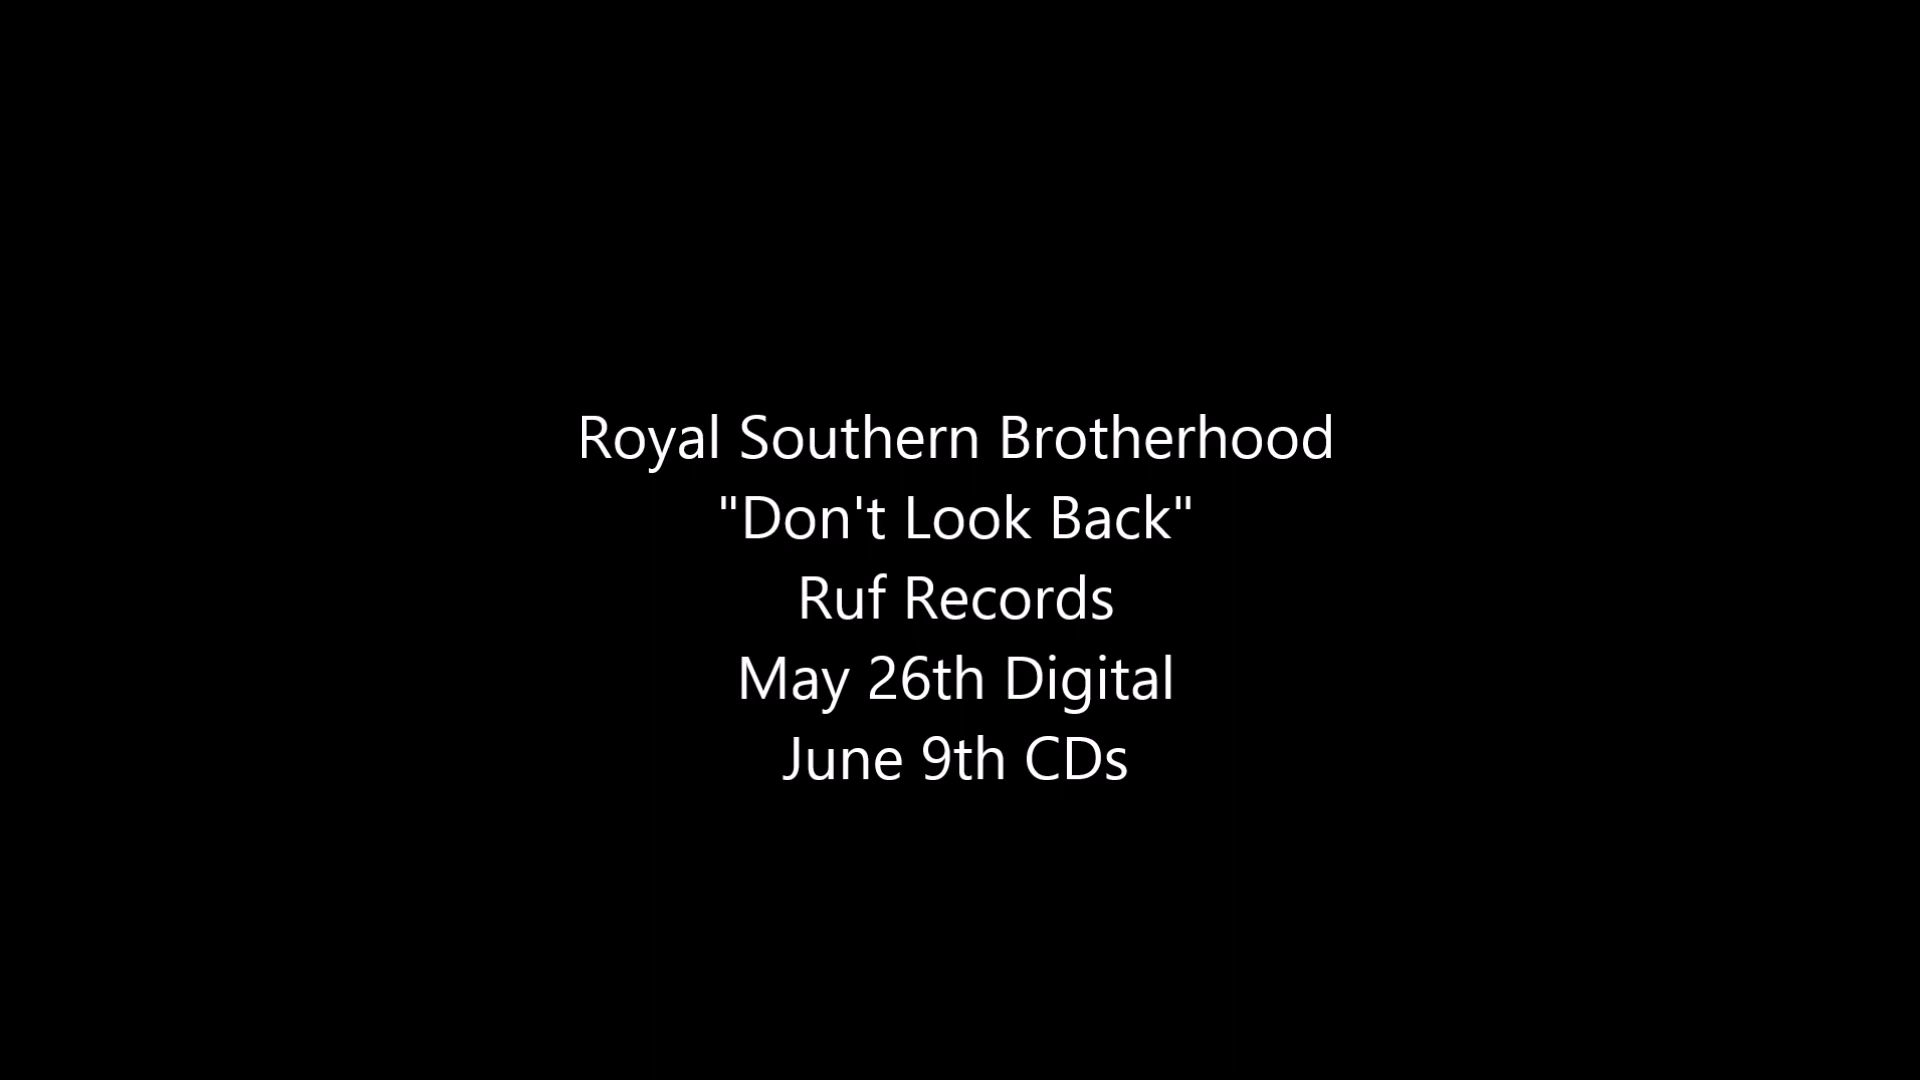 Royal Southern Brotherhood
"Don't Look Back"
Ruf Records
May 26th Digital
June 9th CDs